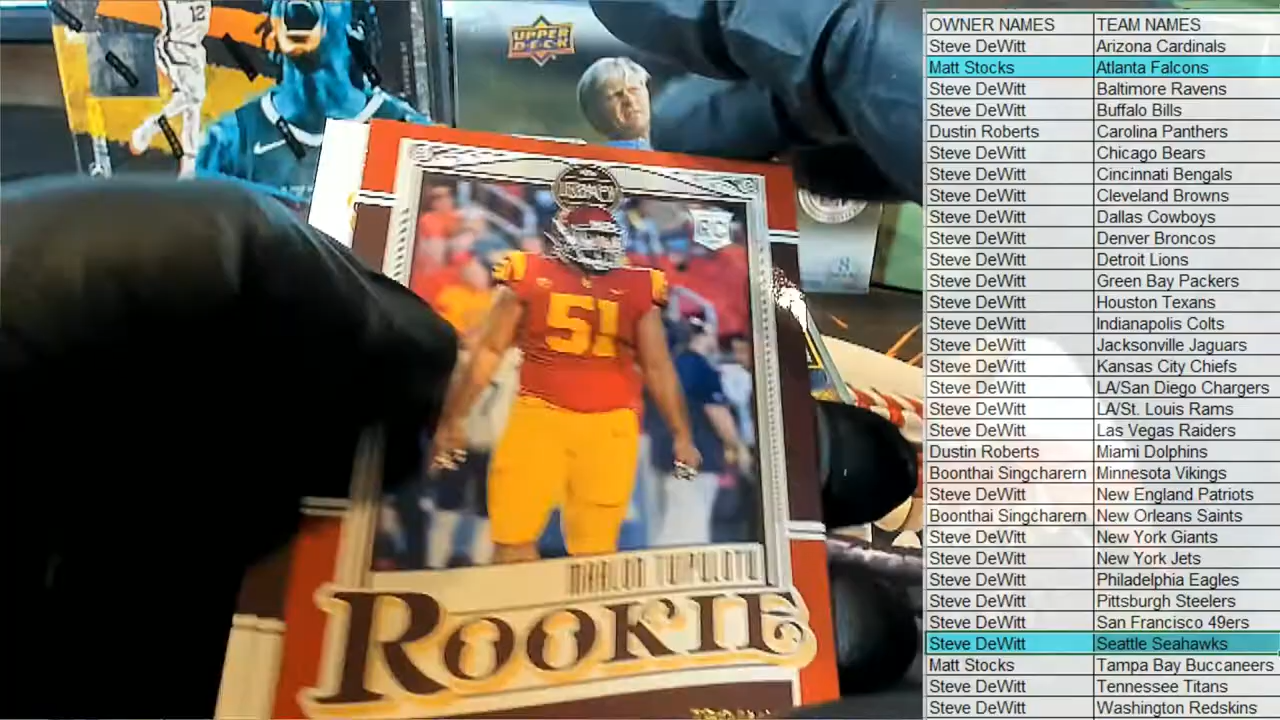 12
UPPER
DECK
RC
51
MARLON TUIPULOTU
ROOKIE
8
OWNER NAMES TEAM NAMES
Steve DeWitt Arizona Cardinals
Matt Stocks Atlanta Falcons
Steve DeWitt Baltimore Ravens
Steve DeWitt Buffalo Bills
Dustin Roberts Carolina Panthers
Steve DeWitt Chicago Bears
Steve DeWitt Cincinnati Bengals
Steve DeWitt Cleveland Browns
Steve DeWitt Dallas Cowboys
Steve DeWitt Denver Broncos
Steve DeWitt Detroit Lions
Steve DeWitt Green Bay Packers
Steve DeWitt Houston Texans
Steve DeWitt Indianapolis Colts
Steve DeWitt Jacksonville Jaguars
Steve DeWitt Kansas City Chiefs
Steve DeWitt LA/San Diego Chargers
Steve DeWitt LA/St. Louis Rams
Steve DeWitt Las Vegas Raiders
Dustin Roberts Miami Dolphins
Boonthai Singcharern Minnesota Vikings
Steve DeWitt New England Patriots
Boonthai Singcharern New Orleans Saints
Steve DeWitt New York Giants
Steve DeWitt New York Jets
Steve DeWitt Philadelphia Eagles
Steve DeWitt Pittsburgh Steelers
Steve DeWitt San Francisco 49ers
Steve DeWitt Seattle Seahawks
Matt Stocks Tampa Bay Buccaneers
Steve DeWitt Tennessee Titans
Steve DeWitt Washington Redskins